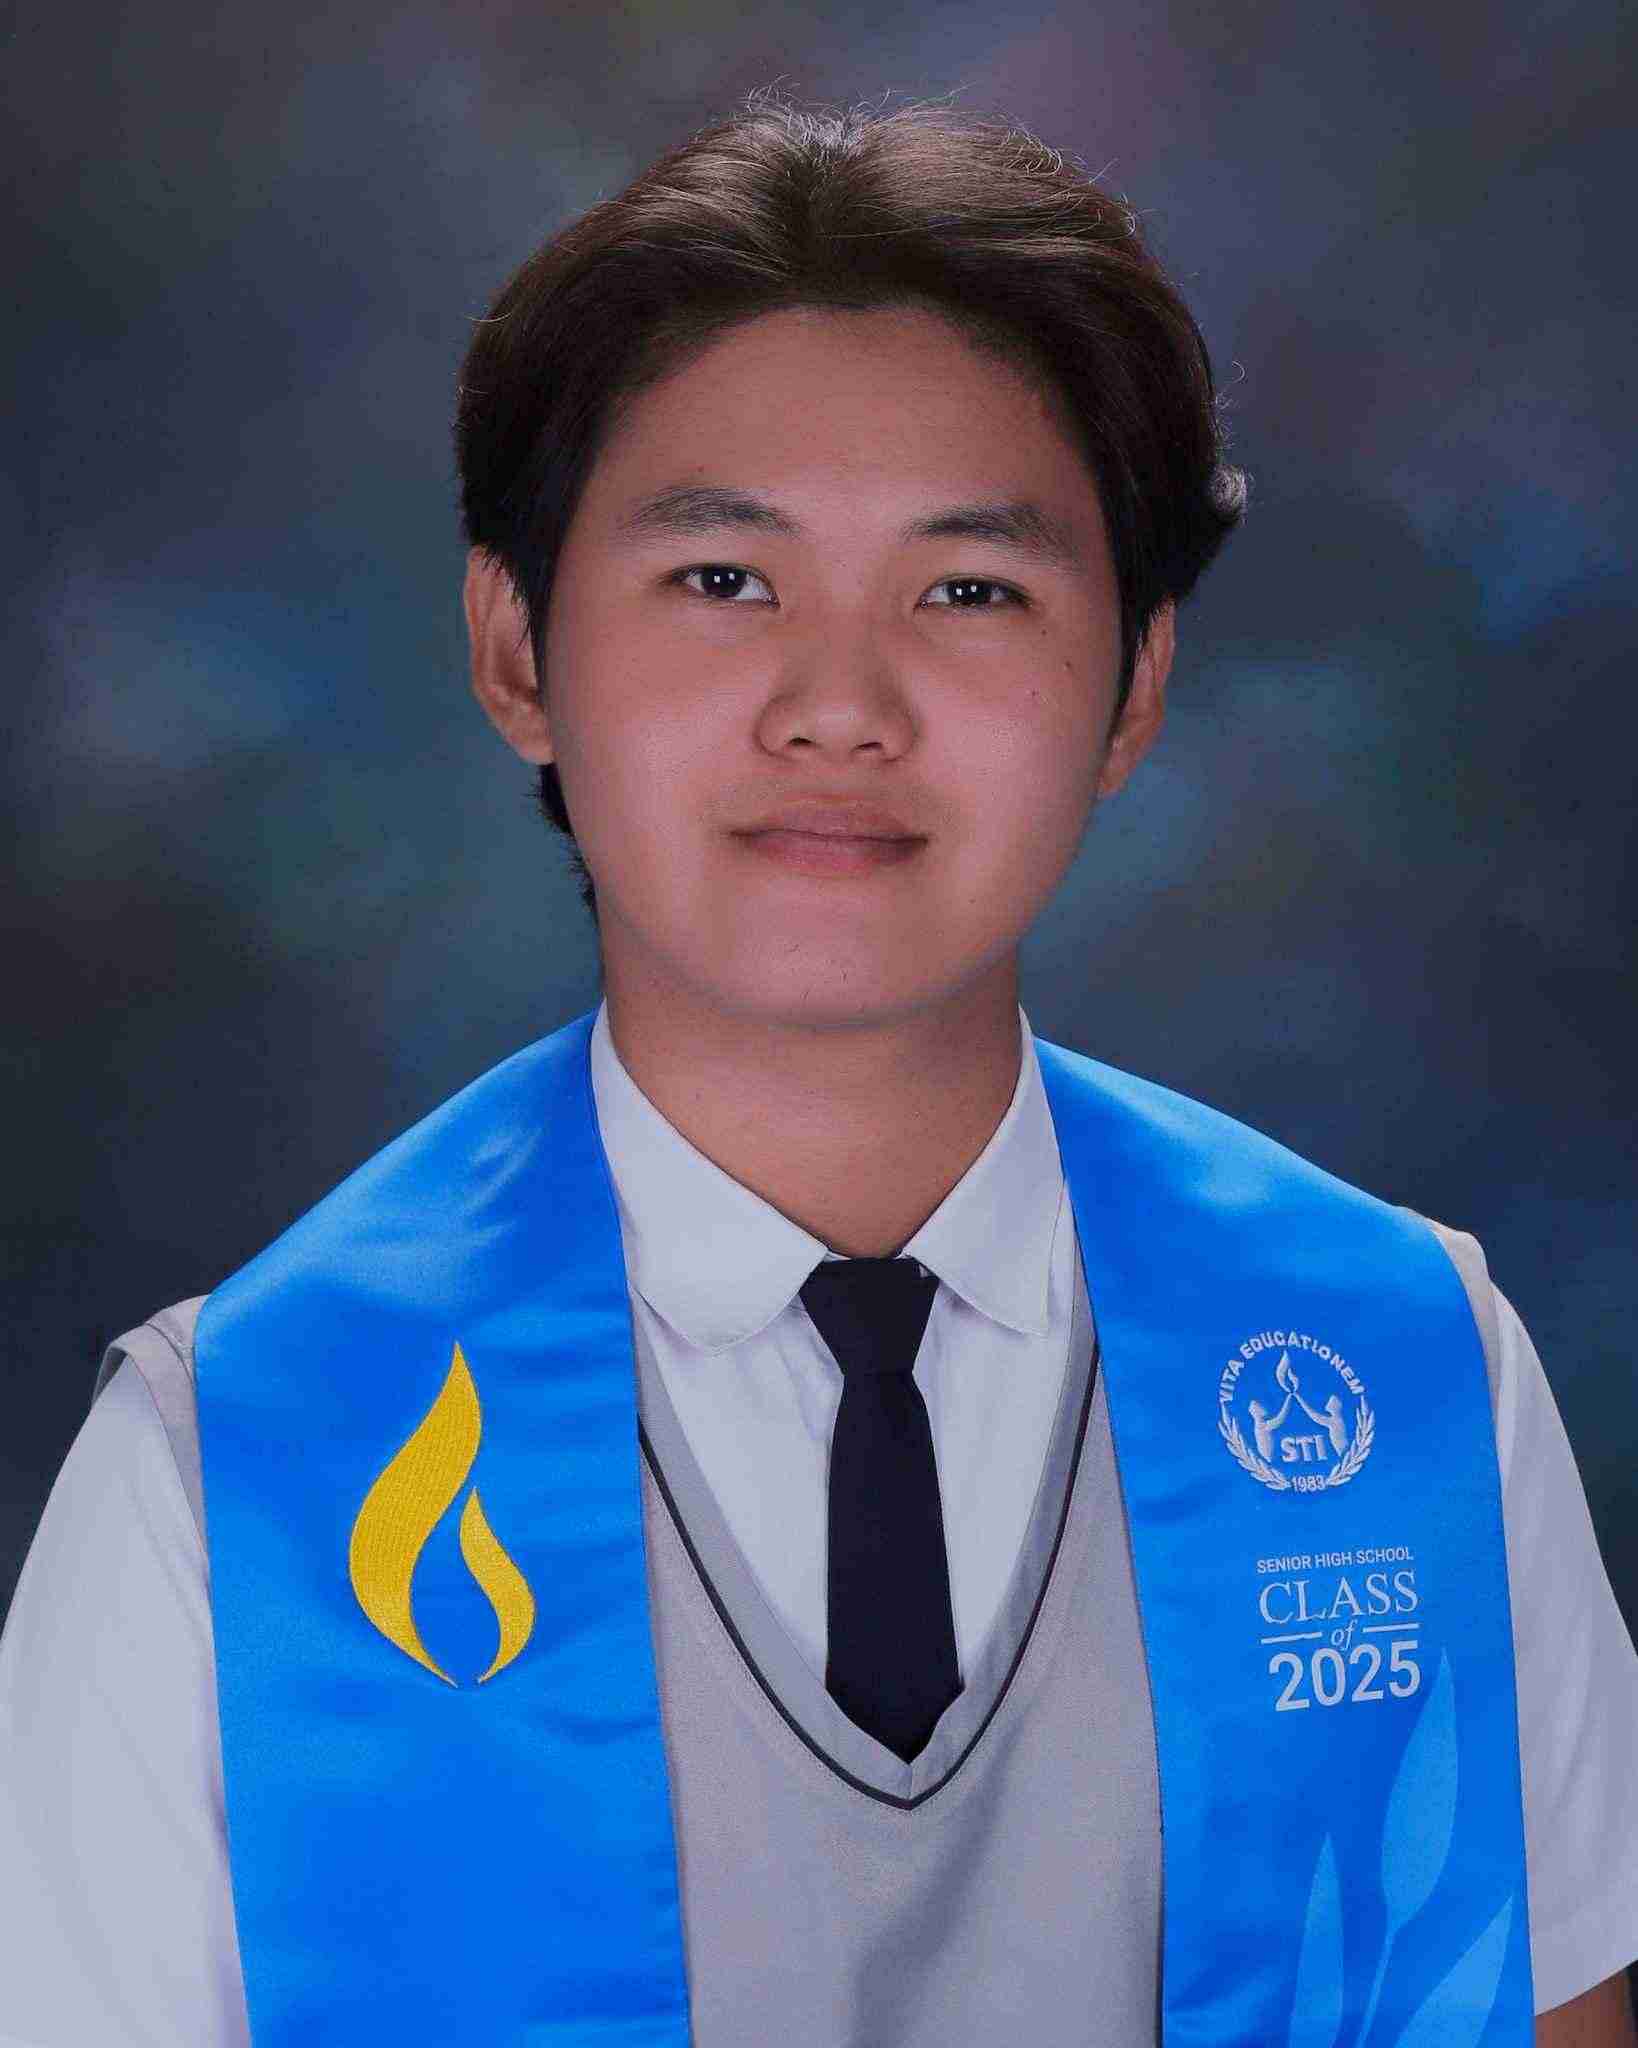 VITA EDUCATIONEM
STI
1983
SENIOR HIGH SCHOOL
CLASS
of
2025